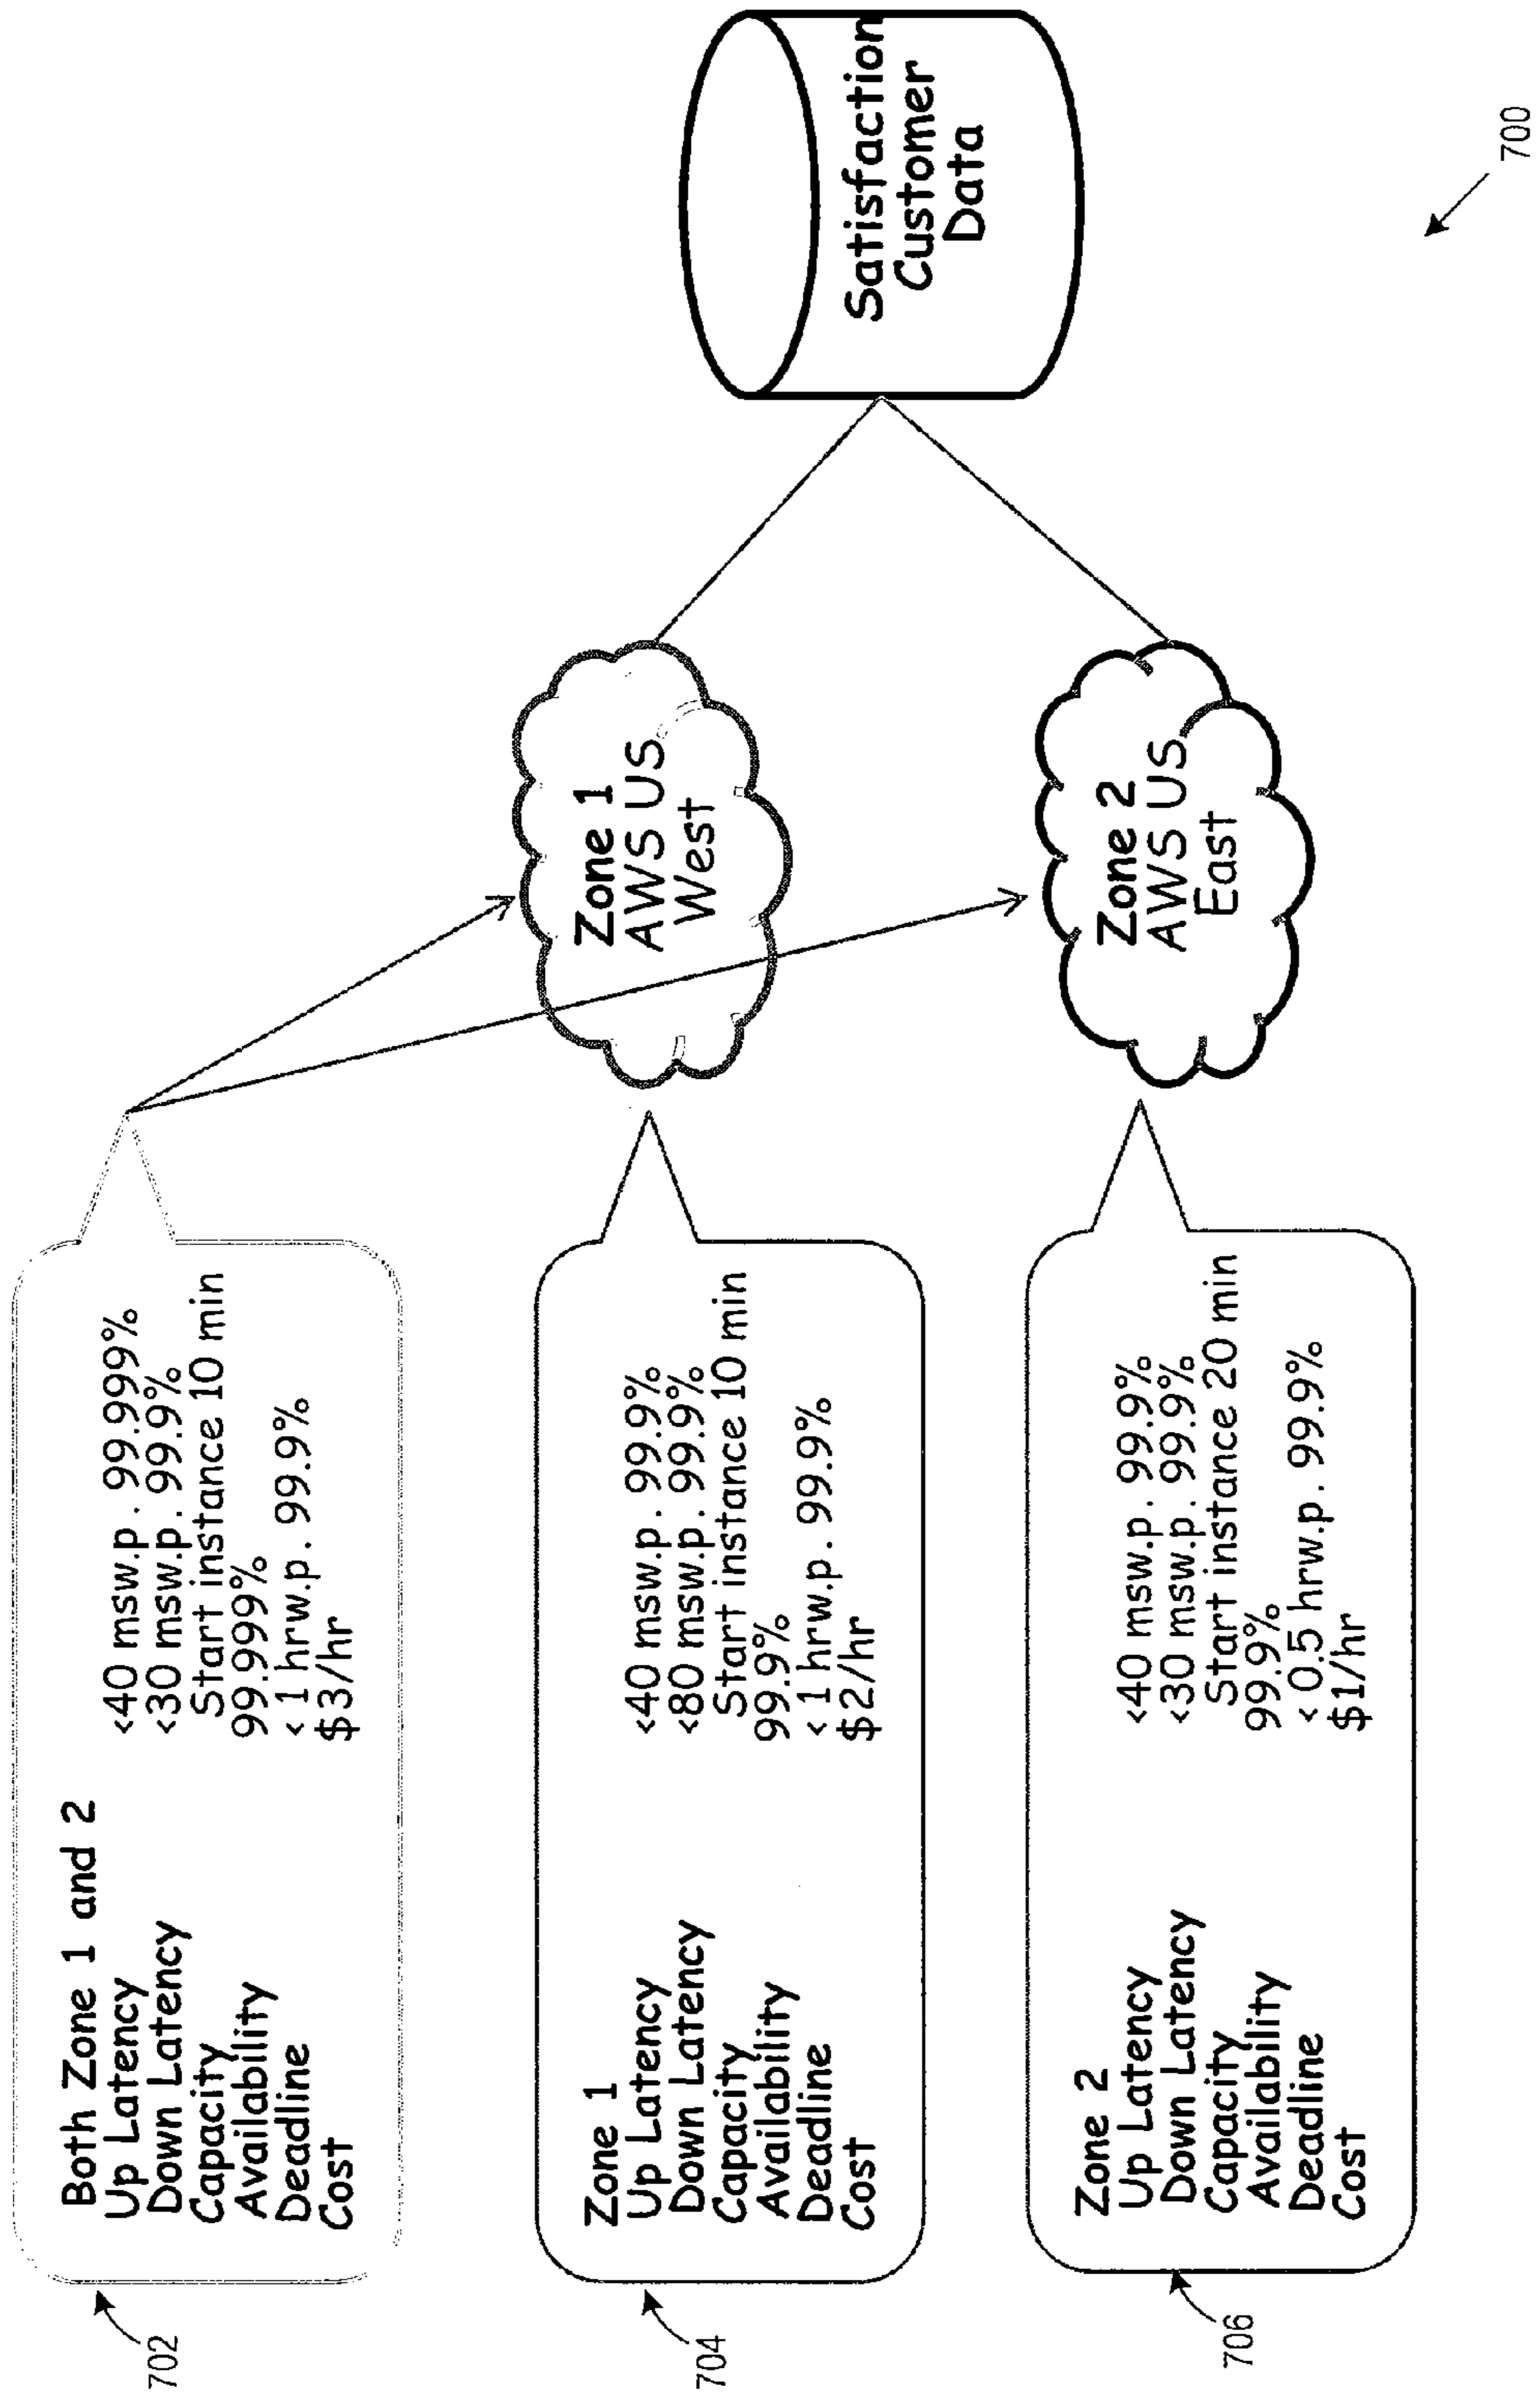 702
Both Zone 1 and 2
Up Latency <40 msw.p. 99.999%
Down Latency <30 msw.p. 99.9%
Capacity Start instance 10 min
Availability 99.999%
Deadline < 1 hrw.p. 99.9%
Cost $3/hr
704
Zone 1
Up Latency <40 msw.p. 99.9%
Down Latency <80 msw.p. 99.9%
Capacity Start instance 10 min
Availability 99.9%
Deadline < 1 hrw.p. 99.9%
Cost $2/hr
706
Zone 2
Up Latency <40 msw.p. 99.9%
Down Latency <30 msw.p. 99.9%
Capacity Start instance 20 min
Availability 99.9%
Deadline < 0.5 hrw.p. 99.9%
Cost $1/hr
Zone 1
AWS US
West
Zone 2
AWS US
East
Satisfaction
Customer
Data
700